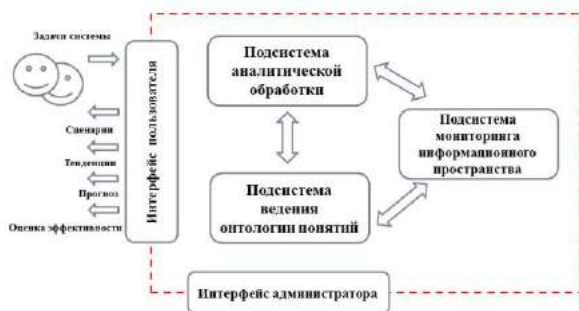 Задачи системы
Сценарии
Тенденции
Прогноз
Оценка эффективности
Интерфейс пользователя
Подсистема
аналитической
обработки
Подсистема
мониторинга
информационного
пространства
Подсистема
ведения
онтологии понятий
Интерфейс администратора